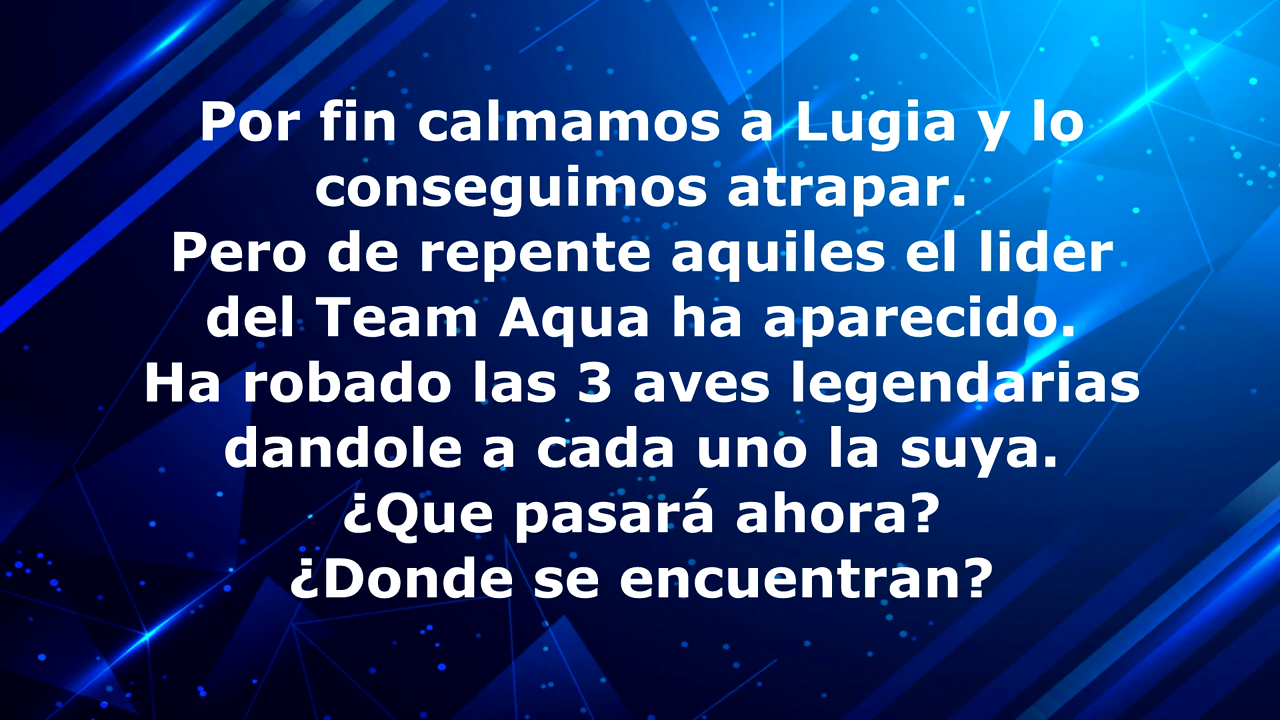 Por fin calmamos a Lugia y lo
conseguimos atrapar.
Pero de repente aquiles el lider
del Team Aqua ha aparecido.
Ha robado las 3 aves legendarias
dandole a cada uno la suya.
¿Que pasará ahora?
¿Donde se encuentran?